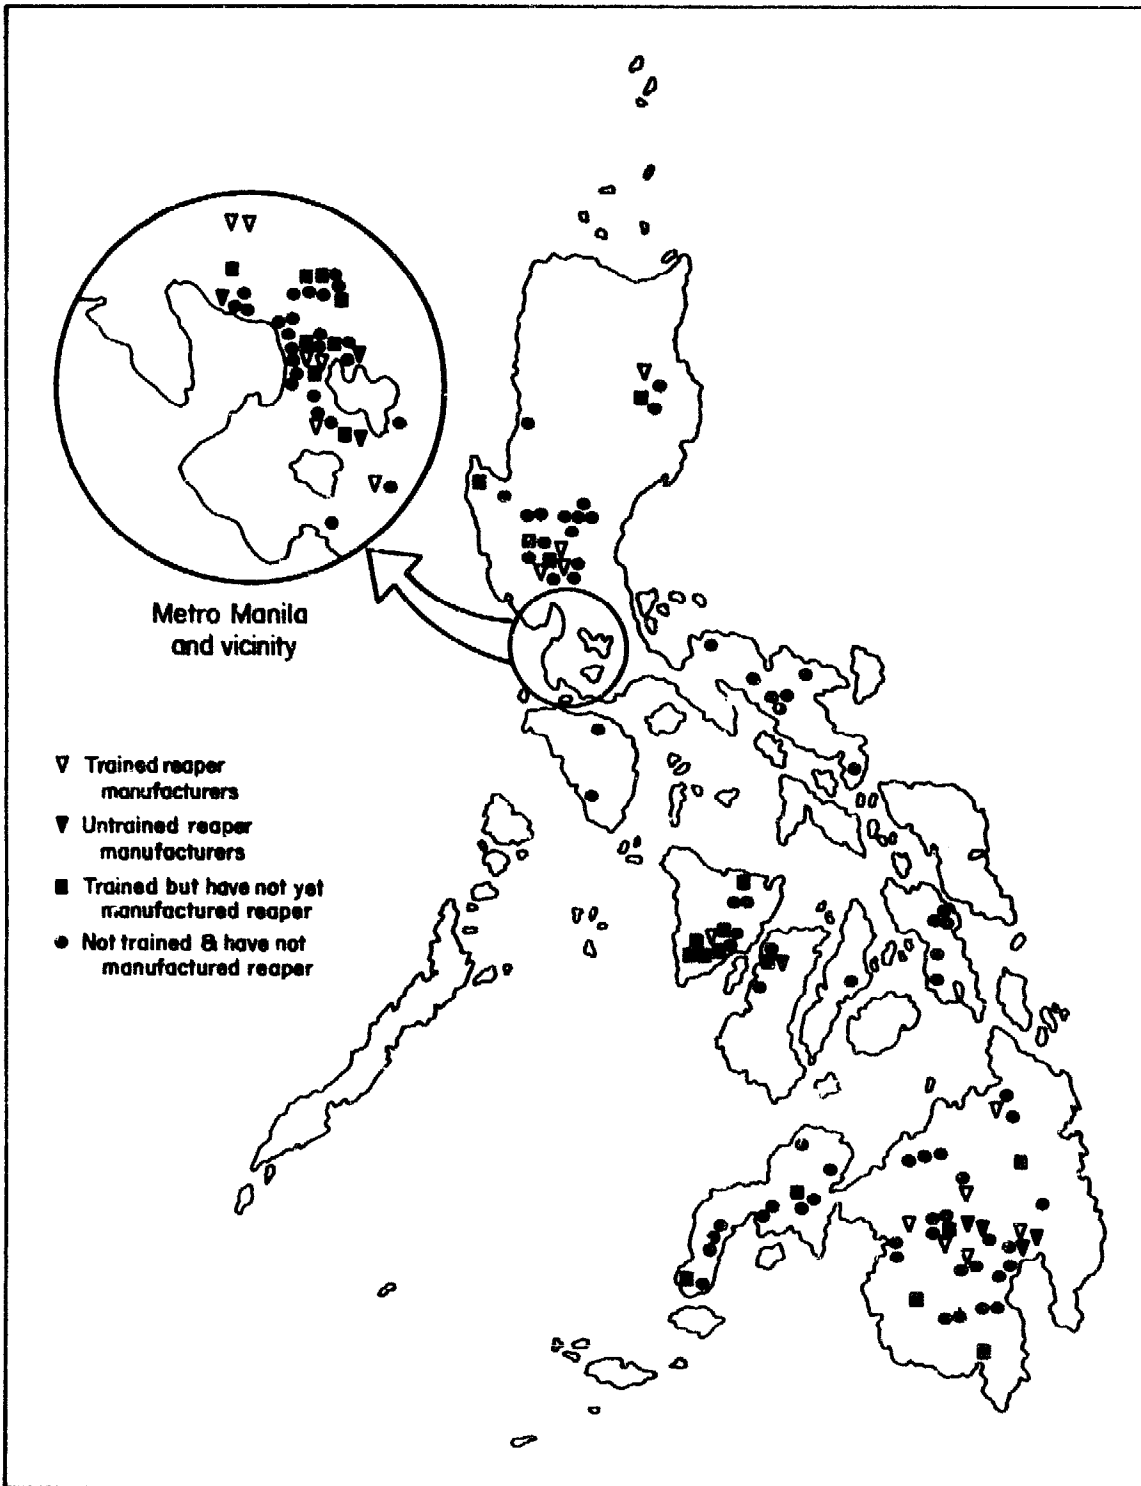 Metro Manila
and vicinity
Trained reaper
manufacturers
Untrained reaper
manufacturers
Trained but have not yet
manufactured reaper
Not trained & have not
manufactured reaper